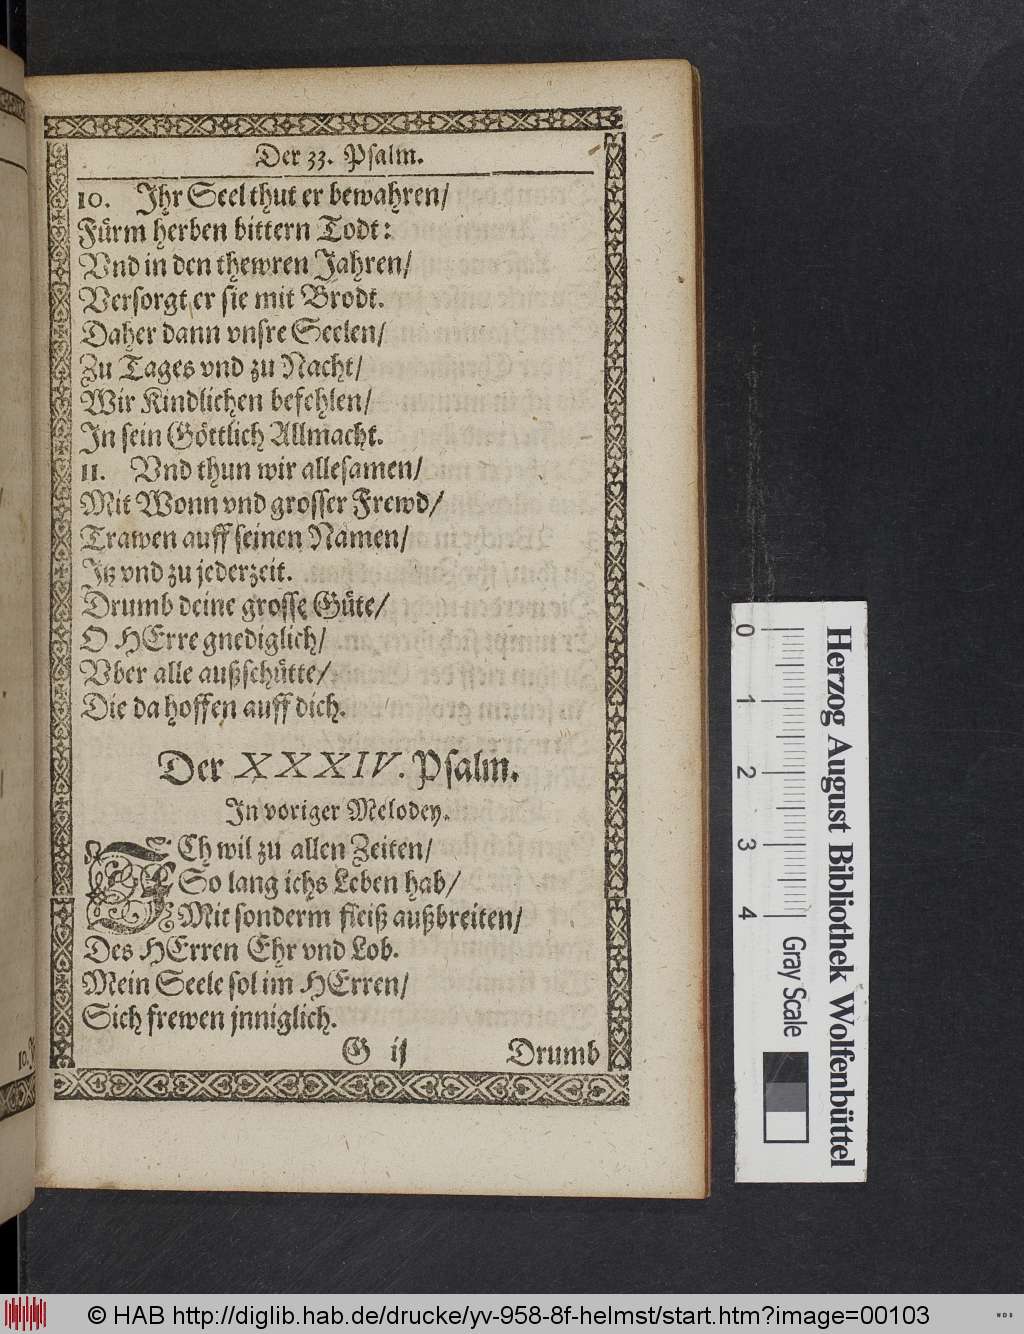 Der 33. Psalm.
10. Ihr Seel thut er bewahren/
Fürm herben bittern Todt:
Vnd in den thewren Jahren/
Versorgt er sie mit Brodt.
Daher dann vnsre Seelen/
Zu Tages vnd zu Nacht/
Wir Kindlichen befehlen/
In sein Göttlich Allmacht.
11. Vnd thun wir allesamen/
Mit Wonn vnd grosser Frewd/
Trawen auff seinen Namen/
Jtz vnd zu jederzeit.
Drumb deine grosse Güte/
O HErre gnediglich/
Vber alle außschütte/
Die da hoffen auff dich.
Der XXXIV. Psalm.
In voriger Melodey.
ICh wil zu allen Zeiten/
So lang ichs Leben hab/
Mit sonderm fleiß außbreiten/
Des HErren Ehr vnd Lob.
Mein Seele sol im HErren/
Sich frewen jnniglich.
G ij Drumb
10.
0 1 2 3 4
Herzog August Bibliothek Wolfenbüttel
Gray Scale
© HAB http://diglib.hab.de/drucke/yv-958-8f-helmst/start.htm?image=00103